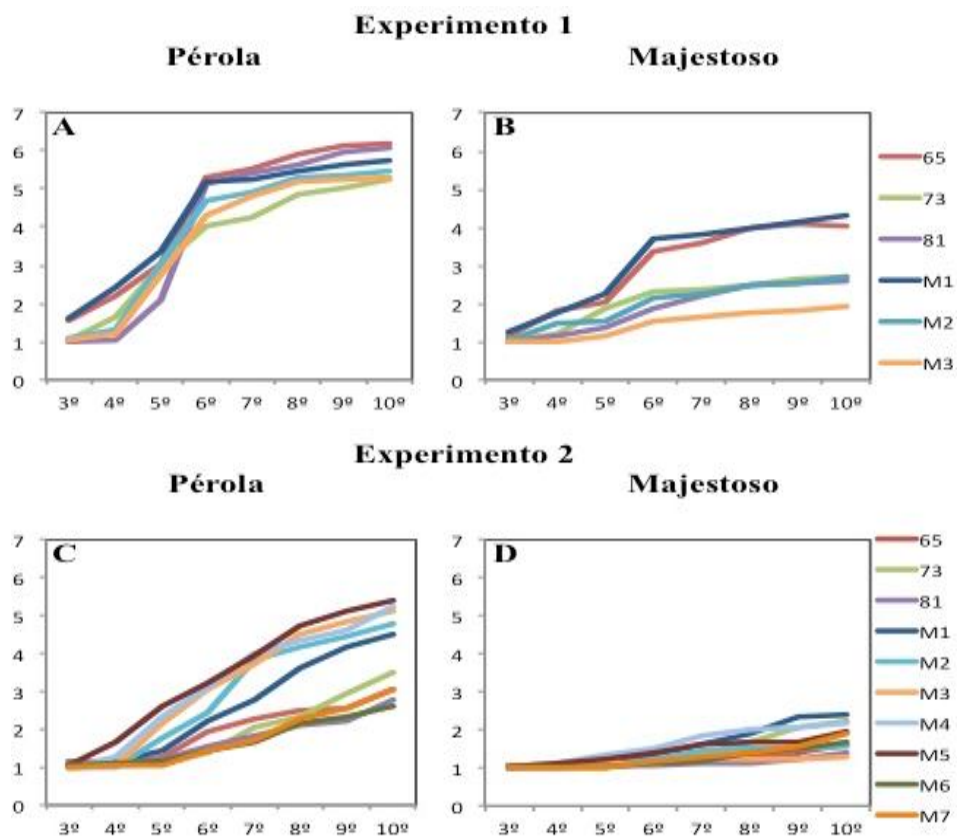 Experimento 1
Pérola
Majestoso
A
7
6
5
4
3
2
1
0
3º 4º 5º 6º 7º 8º 9º 10º
B
7
6
5
4
3
2
1
0
3º 4º 5º 6º 7º 8º 9º 10º
65
73
81
M1
M2
M3
Experimento 2
Pérola
Majestoso
C
7
6
5
4
3
2
1
0
3º 4º 5º 6º 7º 8º 9º 10º
D
7
6
5
4
3
2
1
0
3º 4º 5º 6º 7º 8º 9º 10º
65
73
81
M1
M2
M3
M4
M5
M6
M7